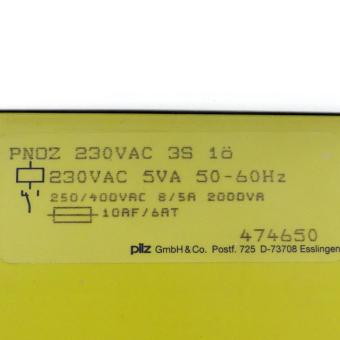 PNOZ 230VAC 3S 1ö
230VAC 5VA 50-60Hz
250/400VAC 8/5A 2000VA
10AF/6AT
474650
pilz GmbH & Co. Postf. 725 D-73708 Esslingen